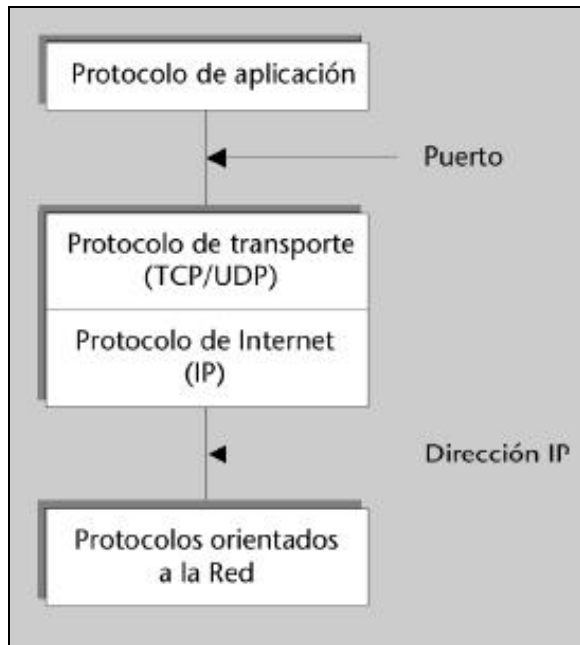 Protocolo de aplicación
Puerto
Protocolo de transporte
(TCP/UDP)
Protocolo de Internet
(IP)
Dirección IP
Protocolos orientados
a la Red